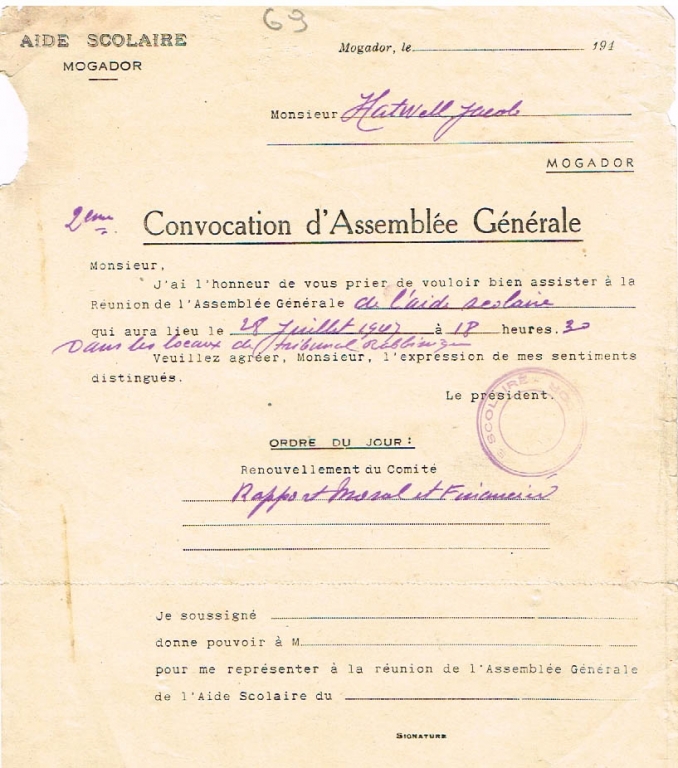 69
AIDE SCOLAIRE
MOGADOR
Mogador, le 194
Monsieur Hatwell Jacob
MOGADOR
2eme Convocation d'Assemblée Générale
Monsieur,
J'ai l'honneur de vous prier de vouloir bien assister à la
Réunion de l'Assemblée Générale de l'aide scolaire
qui aura lieu le 28 Juillet 1947 à 18 heures. 30
Dans les locaux du Tribunal Rabbinique
Veuillez agréer, Monsieur, l'expression de mes sentiments
distingués.
Le président.
E SCOLAIRE - MO
ORDRE DU JOUR :
Renouvellement du Comité
Rapport Moral et Financier
Je soussigné
donne pouvoir à M
pour me représenter à la réunion de l'Assemblée Générale
de l'Aide Scolaire du
SIGNATURE